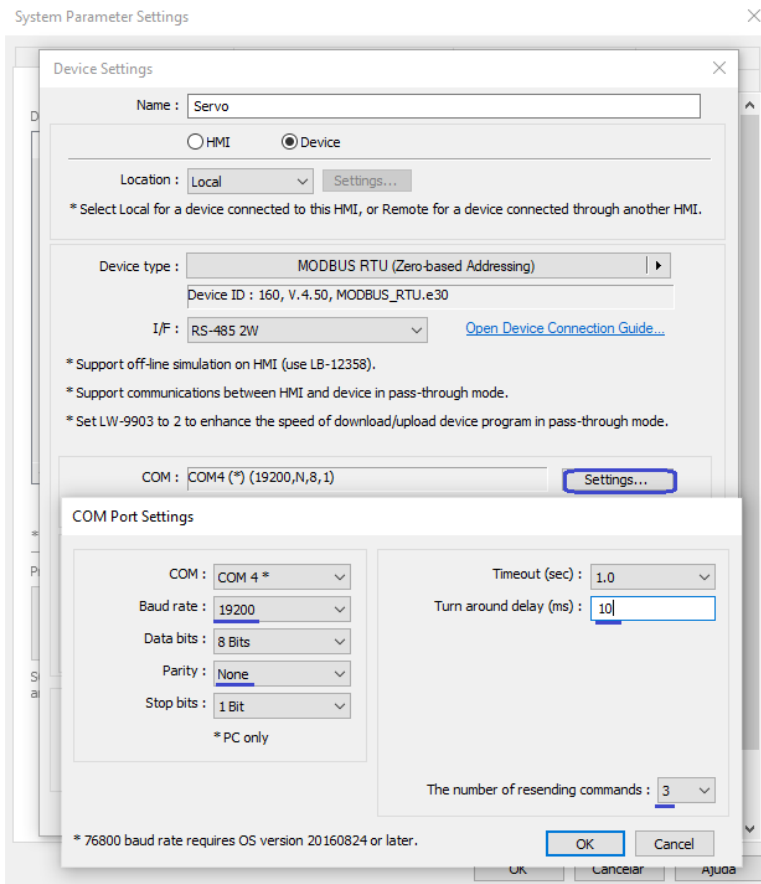 System Parameter Settings
Device Settings
Name : Servo
HMI Device
Location : Local Settings...
* Select Local for a device connected to this HMI, or Remote for a device connected through another HMI.
Device type : MODBUS RTU (Zero-based Addressing)
Device ID : 160, V.4.50, MODBUS_RTU.e30
I/F : RS-485 2W Open Device Connection Guide...
* Support off-line simulation on HMI (use LB-12358).
* Support communications between HMI and device in pass-through mode.
* Set LW-9903 to 2 to enhance the speed of download/upload device program in pass-through mode.
COM : COM4 (*) (19200,N,8,1) Settings...
COM Port Settings
COM : COM 4 * Timeout (sec) : 1.0
Baud rate : 19200 Turn around delay (ms) : 10
Data bits : 8 Bits
Parity : None
Stop bits : 1 Bit
* PC only
The number of resending commands : 3
* 76800 baud rate requires OS version 20160824 or later.
OK Cancel
OK Cancelar Ajuda